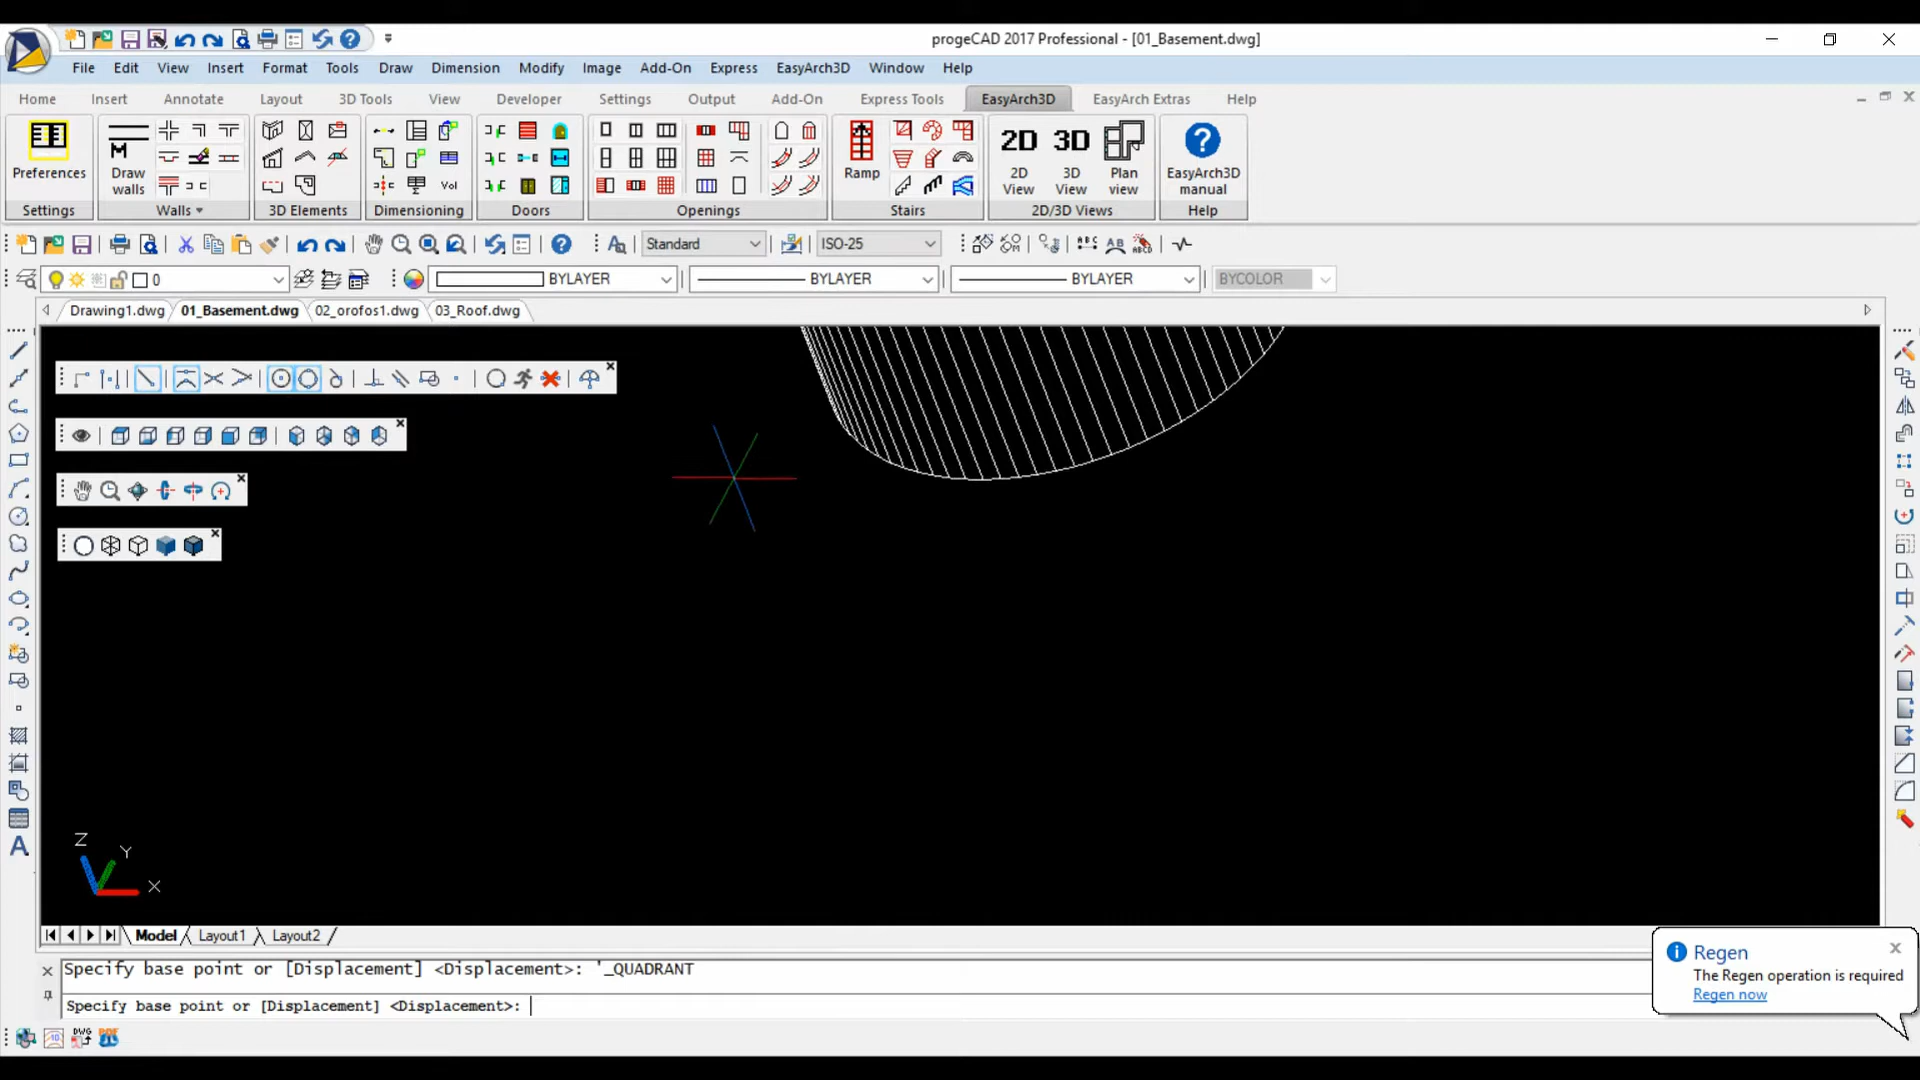 progeCAD 2017 Professional - [01_Basement.dwg]
File Edit View Insert Format Tools Draw Dimension Modify Image Add-On Express EasyArch3D Window Help
Home Insert Annotate Layout 3D Tools View Developer Settings Output Add-On Express Tools EasyArch3D EasyArch Extras Help
M
Vol
2D 3D
Preferences
Draw walls
Ramp
2D View
3D View
Plan view
EasyArch3D manual
Settings Walls 3D Elements Dimensioning Doors Openings Stairs 2D/3D Views Help
Standard ISO-25
0 BYLAYER BYLAYER BYLAYER BYCOLOR
Drawing1.dwg 01_Basement.dwg 02_orofos1.dwg 03_Roof.dwg
A
Z
Y
X
Model Layout1 Layout2
Specify base point or [Displacement] <Displacement>: '_QUADRANT
Specify base point or [Displacement] <Displacement>:
Regen
The Regen operation is required
Regen now